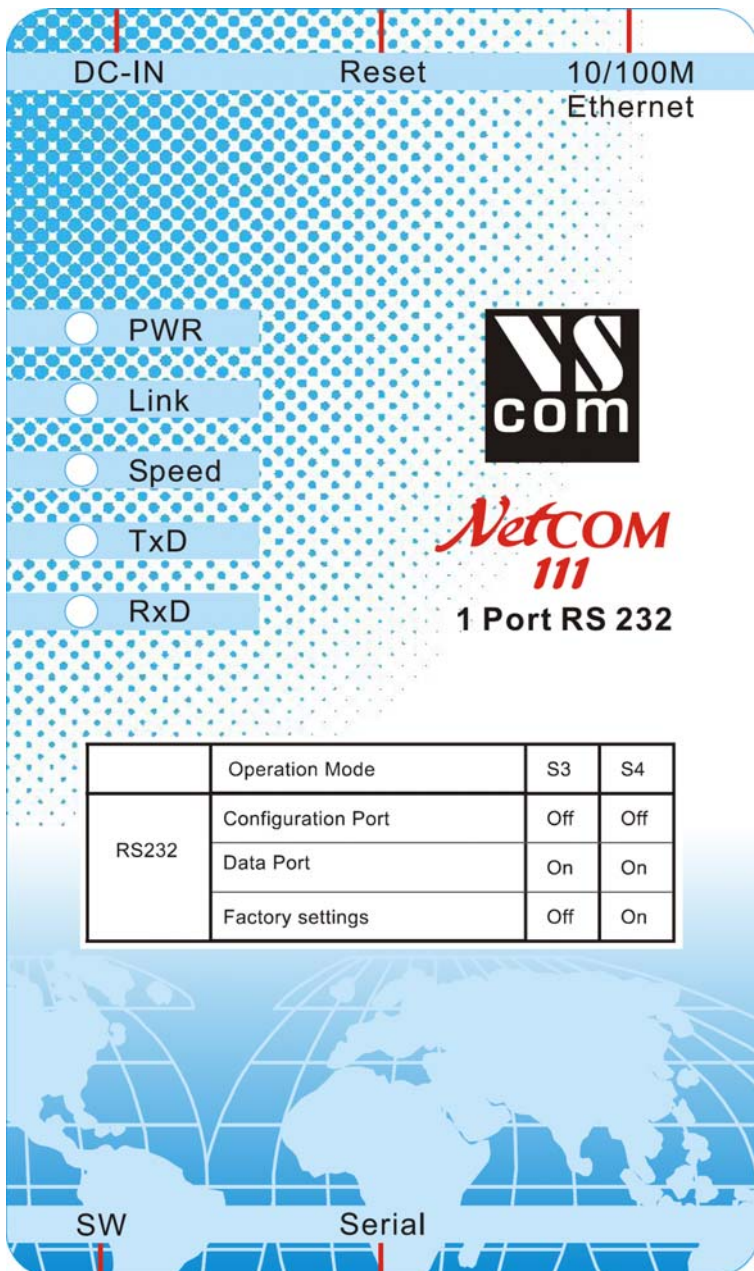 DC-IN Reset 10/100M
Ethernet
PWR
Link
Speed
TxD
RxD
VS
com
NetCOM
111
1 Port RS 232
Operation Mode S3 S4
RS232
Configuration Port Off Off
Data Port On On
Factory settings Off On
SW Serial